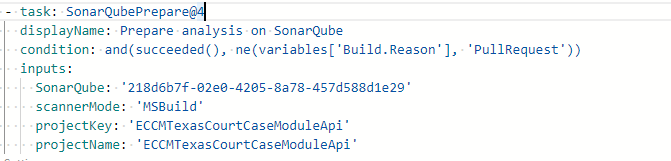 - task: SonarQubePrepare@4
displayName: Prepare analysis on SonarQube
condition: and(succeeded(), ne(variables['Build.Reason'], 'PullRequest'))
inputs:
SonarQube: '218d6b7f-02e0-4205-8a78-457d588d1e29'
scannerMode: 'MSBuild'
projectKey: 'ECCMTexasCourtCaseModuleApi'
projectName: 'ECCMTexasCourtCaseModuleApi'